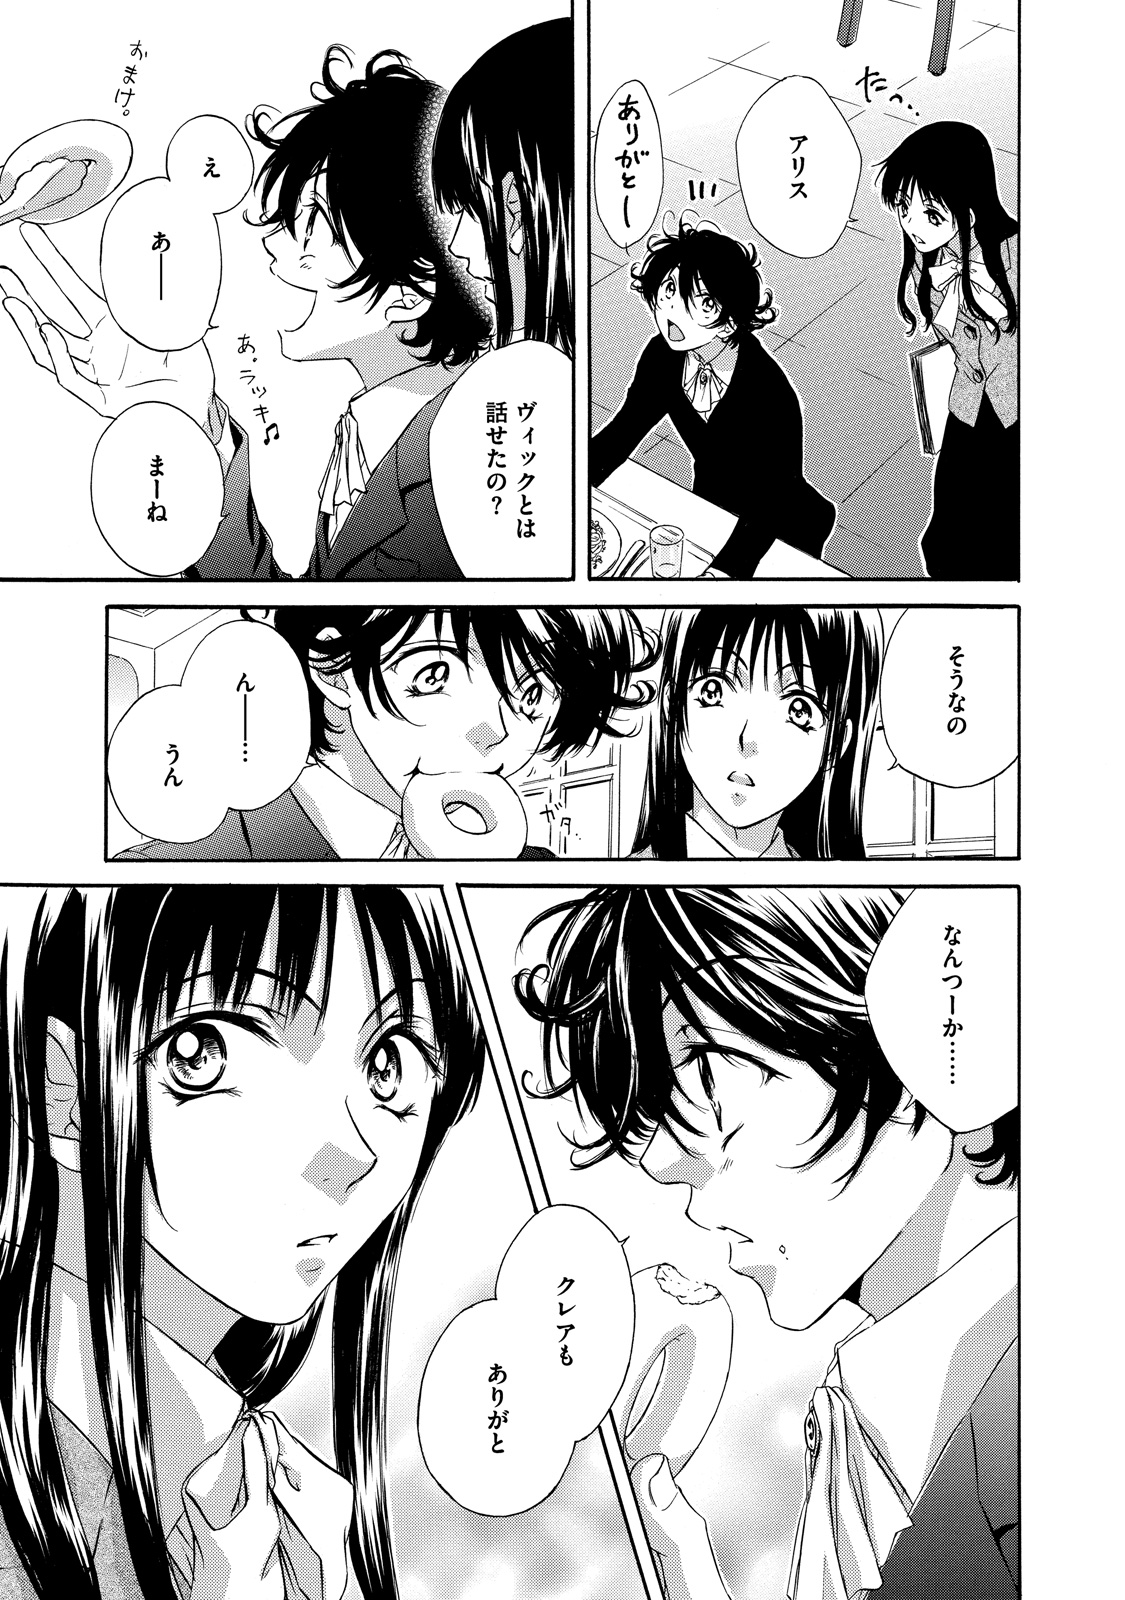 たっ・・
アリス
ありがとー
ヴィックとは
話せたの？
え
あ――
まーね
おまけ。
あ。ラッキ♫
そうなの
ん――…
うん
ガタ‥
なんつーか……
クレアも
ありがと